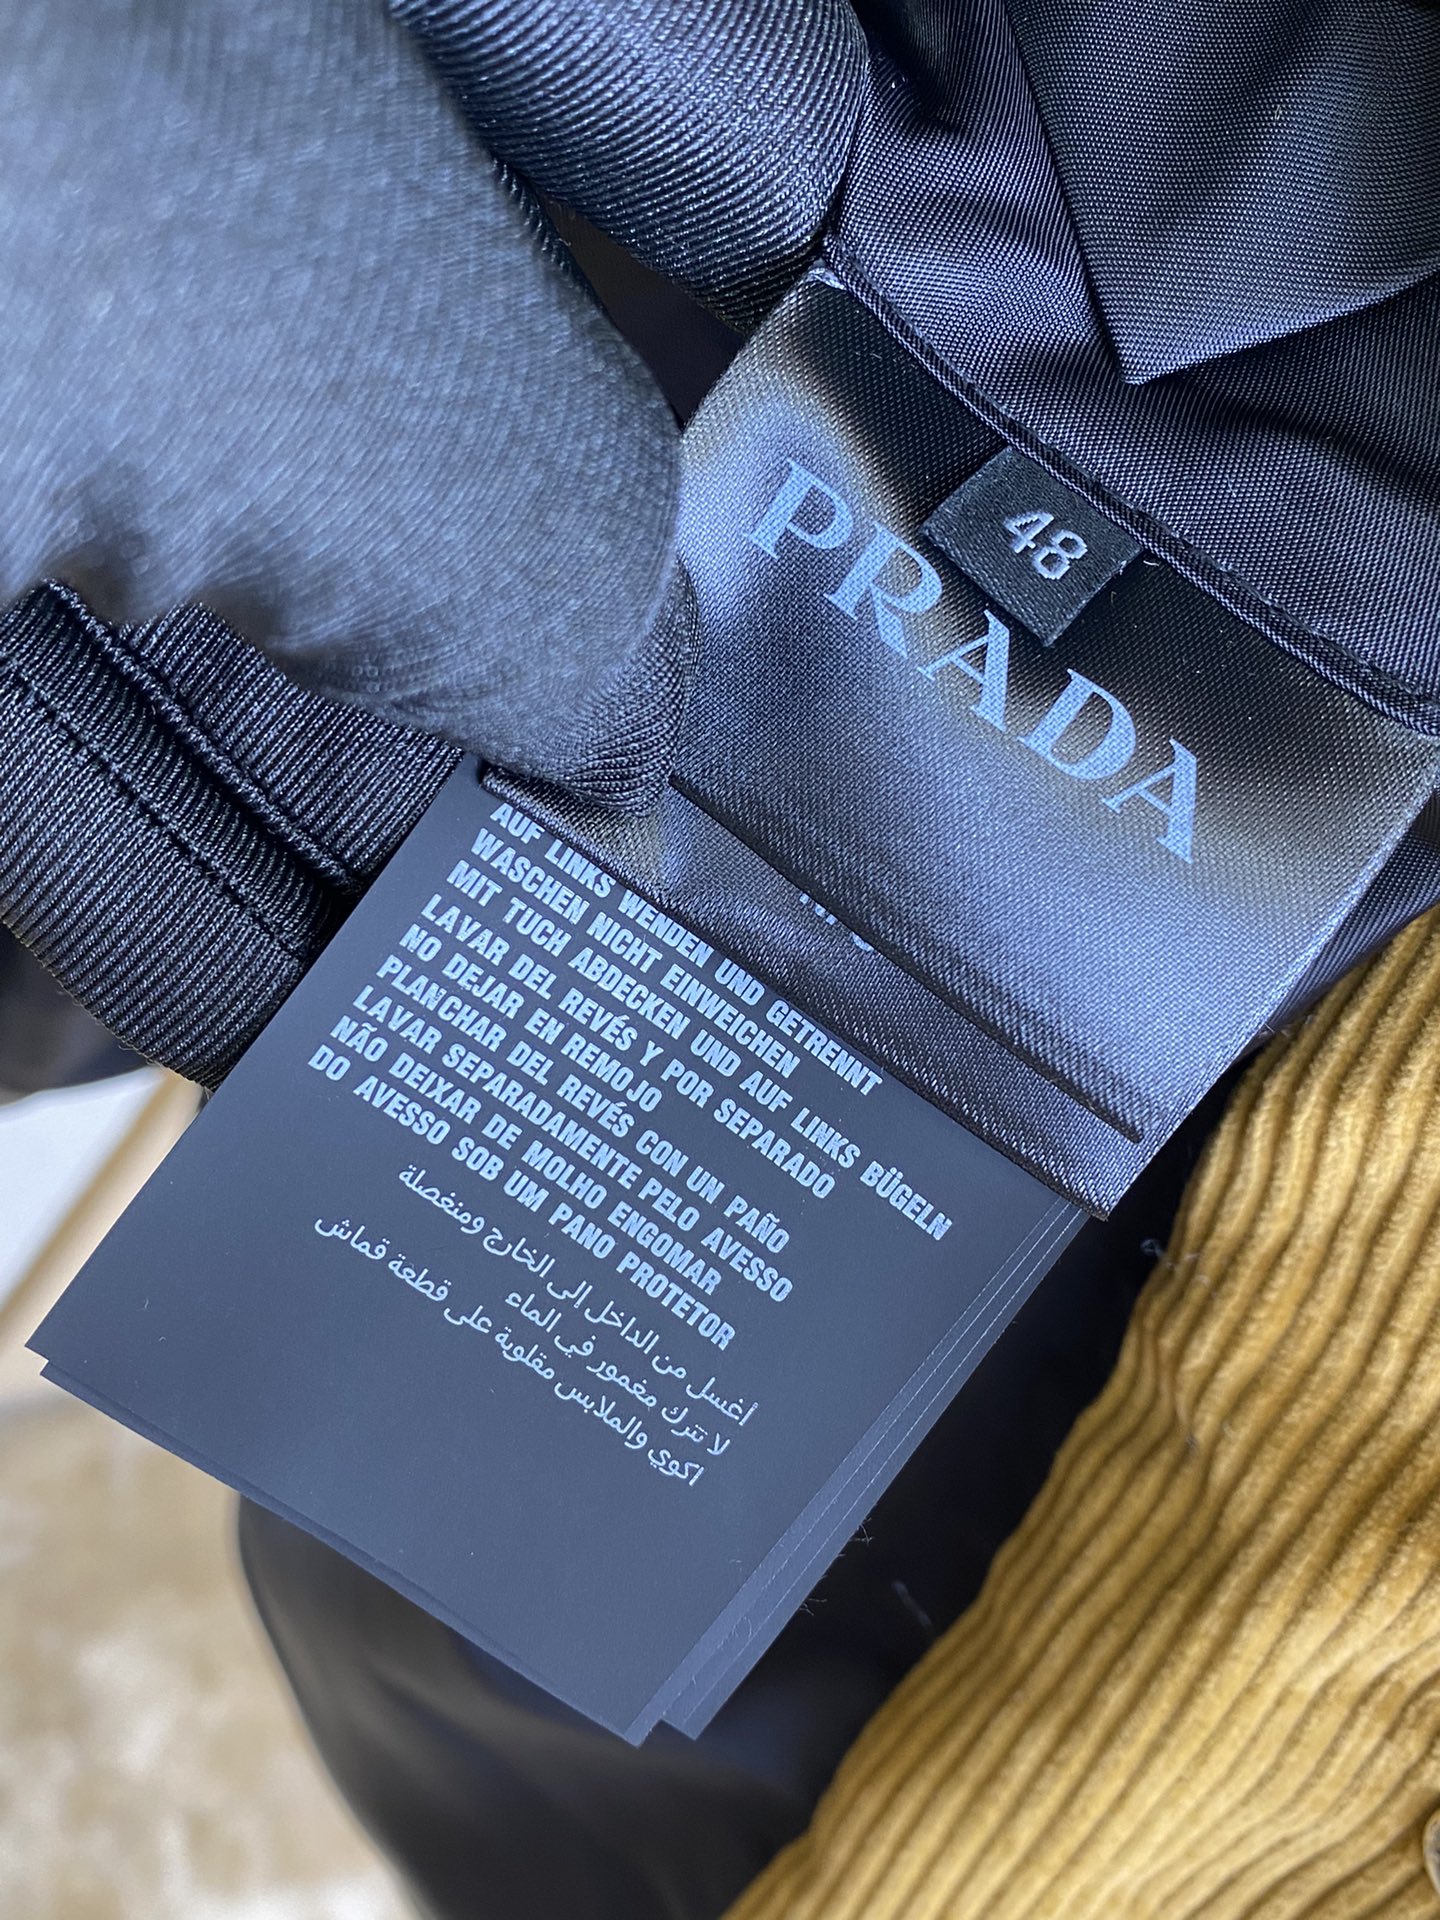 PRADA
48
AUF LINKS WENDEN UND GETRENNT
WASCHEN NICHT EINWEICHEN
MIT TUCH ABDECKEN UND AUF LINKS BÜGELN
LAVAR DEL REVÉS Y POR SEPARADO
NO DEJAR EN REMOJO
PLANCHAR DEL REVÉS CON UN PAÑO
LAVAR SEPARADAMENTE PELO AVESSO
NÃO DEIXAR DE MOLHO ENGOMAR
DO AVESSO SOB UM PANO PROTETOR
أغسل من الداخل إلى الخارج ومنفصلة
لا تترك مغمور في الماء
اكوي والملابس مقلوبة على قطعة قماش